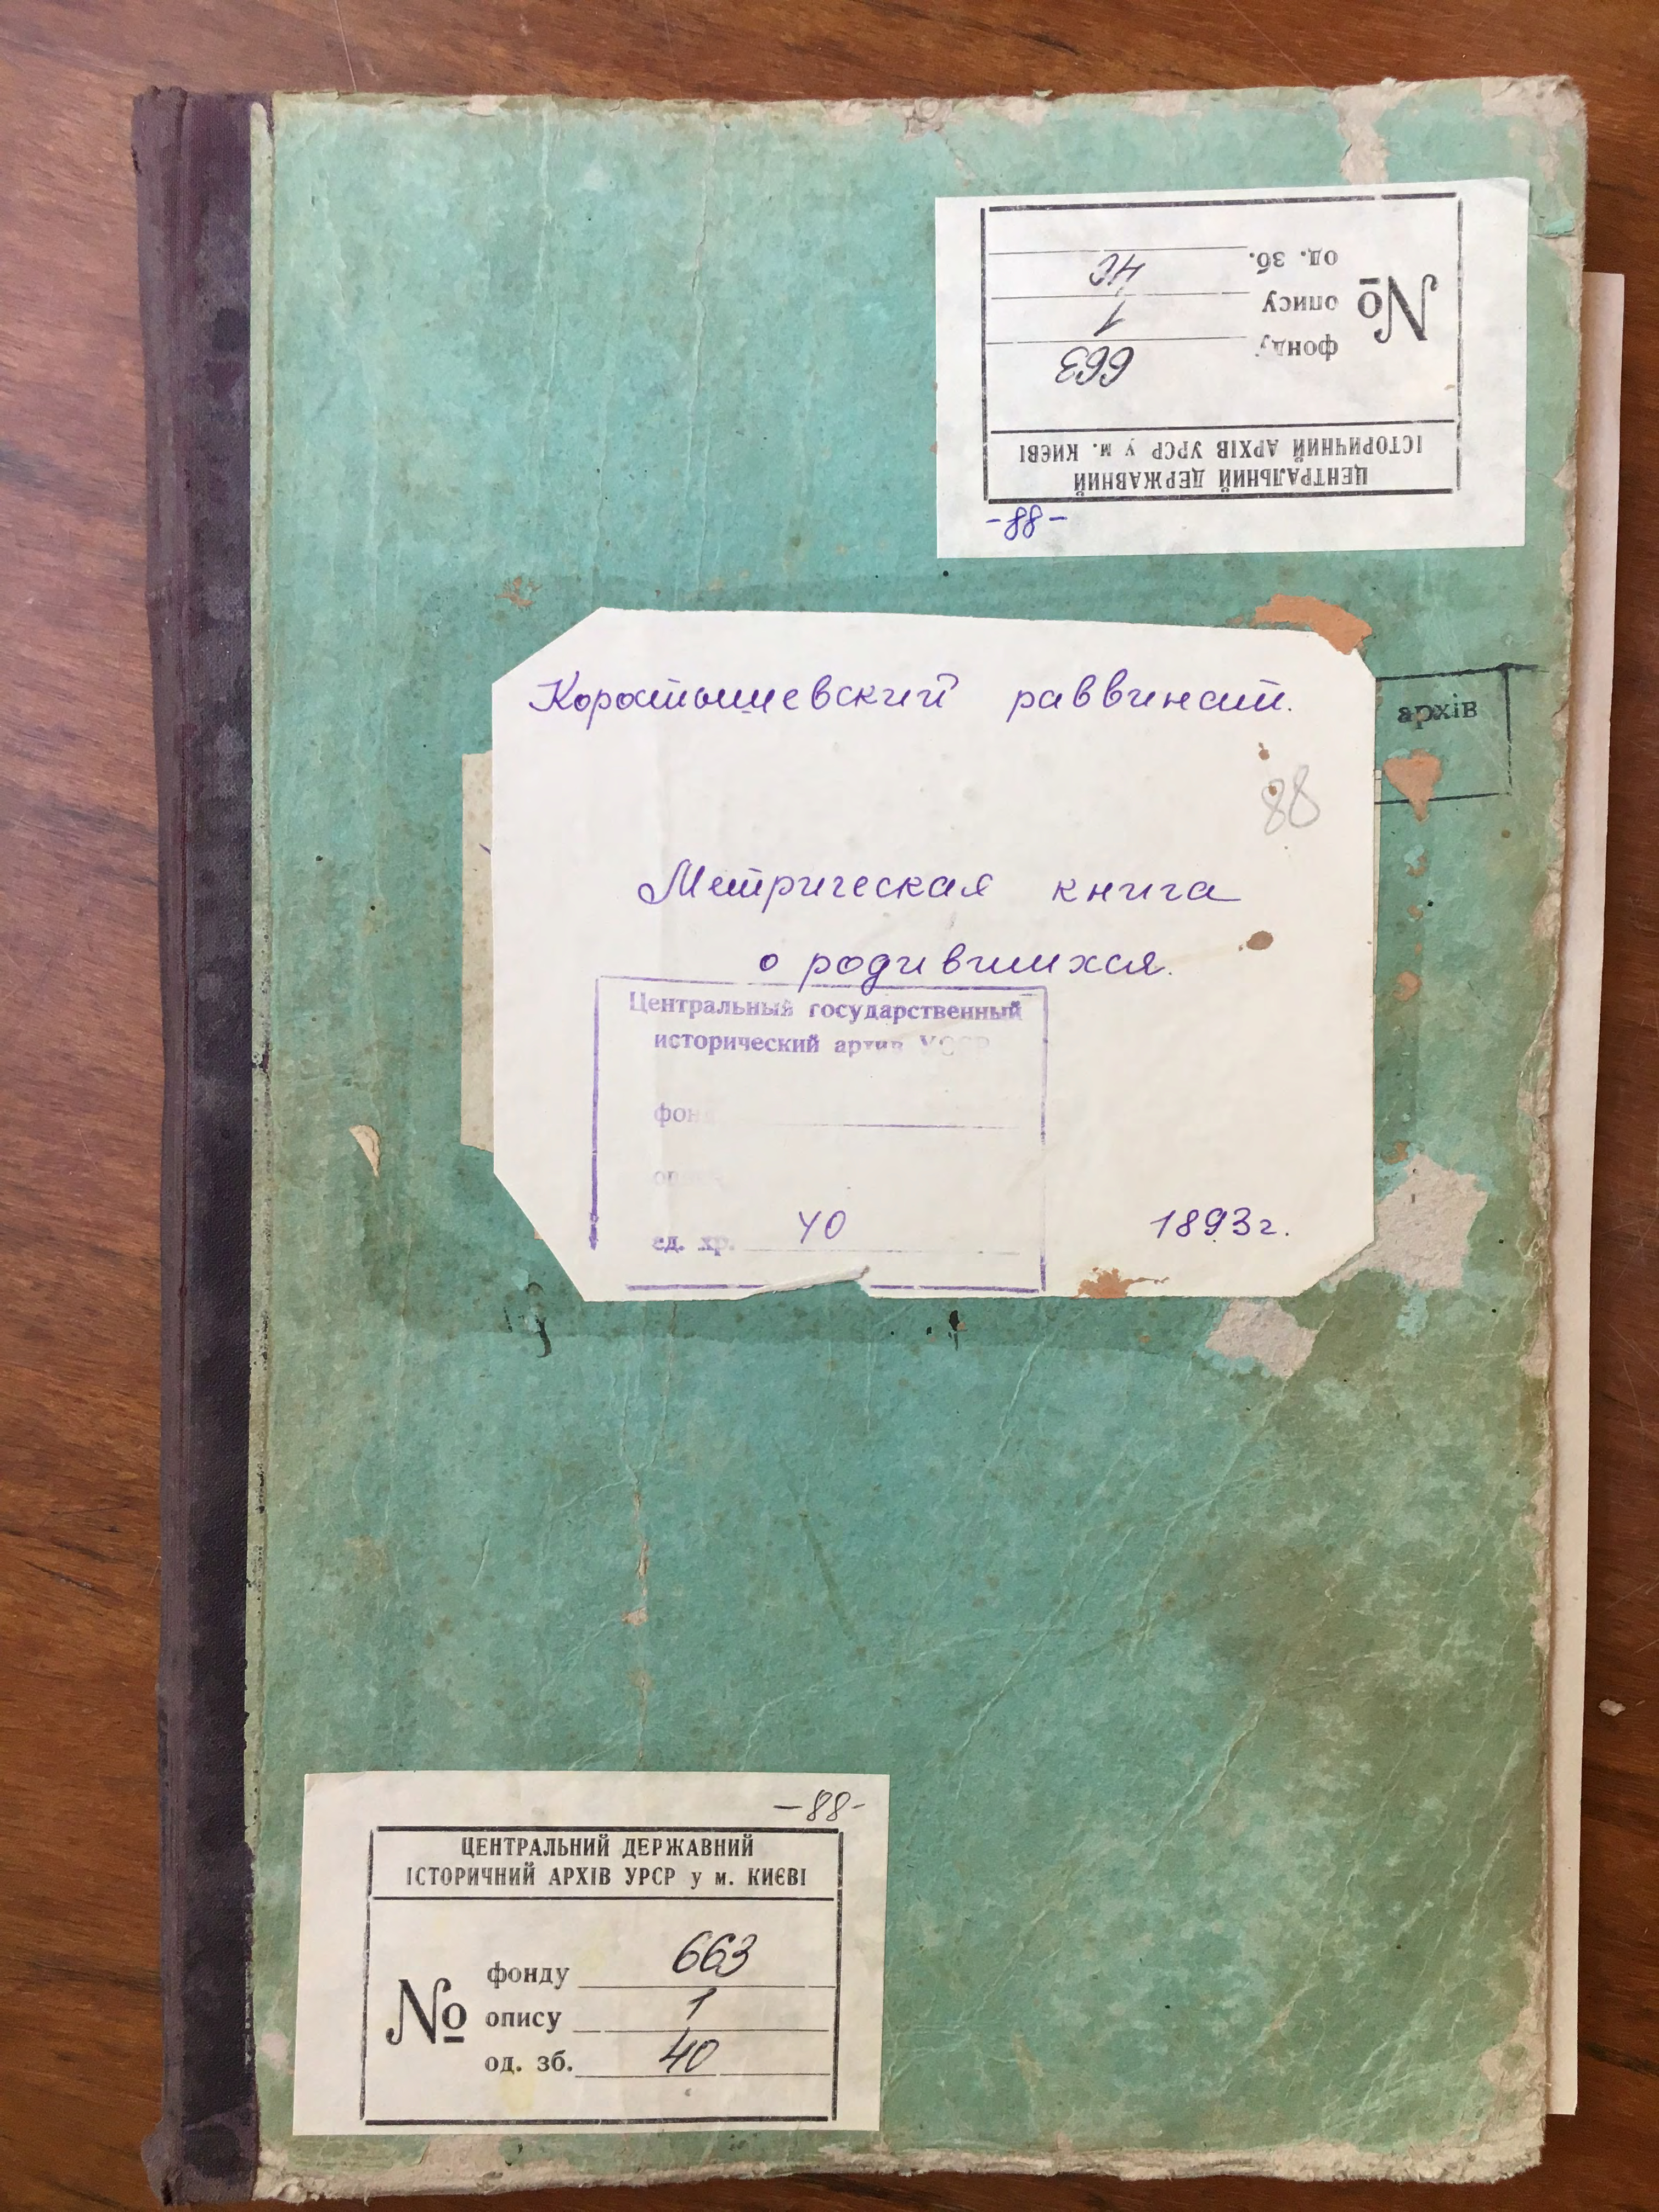 ЦЕНТРАЛЬНИЙ ДЕРЖАВНИЙ
ІСТОРИЧНИЙ АРХІВ УРСР у м. КИЄВІ
№
фонду 663
опису 1
од. зб. 40
-88-
Коростышевский раввинат.
архів
88
Метрическая книга
о родившихся.
Центральный государственный
исторический архив УССР
ед. хр. 40
1893г.
-88-
ЦЕНТРАЛЬНИЙ ДЕРЖАВНИЙ
ІСТОРИЧНИЙ АРХІВ УРСР у м. КИЄВІ
№
фонду 663
опису 1
од. зб. 40